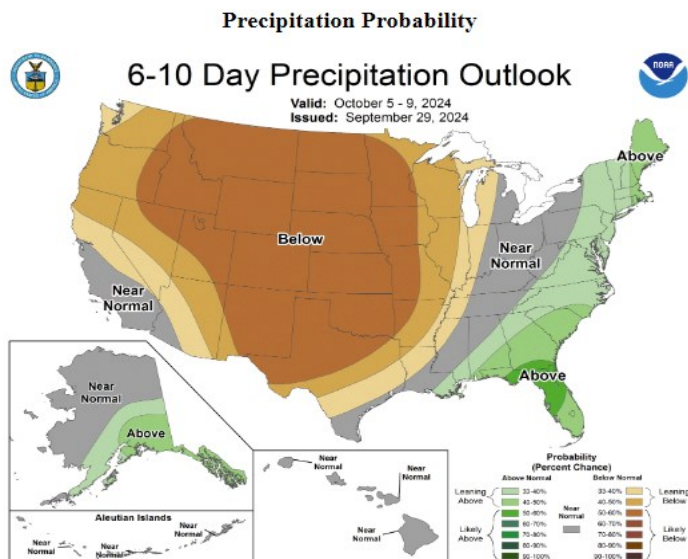 Precipitation Probability
NOAA
6-10 Day Precipitation Outlook
Valid: October 5 - 9, 2024
Issued: September 29, 2024
Above
Below
Near
Normal
Near
Normal
Above
Near
Normal
Above
Aleutian Islands
Near
Normal
Near
Normal
Near
Normal
Near
Normal
Near
Normal
Near
Normal
Probability
(Percent Chance)
Above Normal Below Normal
Leaning
Above
33-40%
40-50%
Likely
Above
50-60%
60-70%
70-80%
80-90%
90-100%
Near
Normal
33-40%
40-50%
Leaning
Below
50-60%
60-70%
70-80%
80-90%
90-100%
Likely
Below